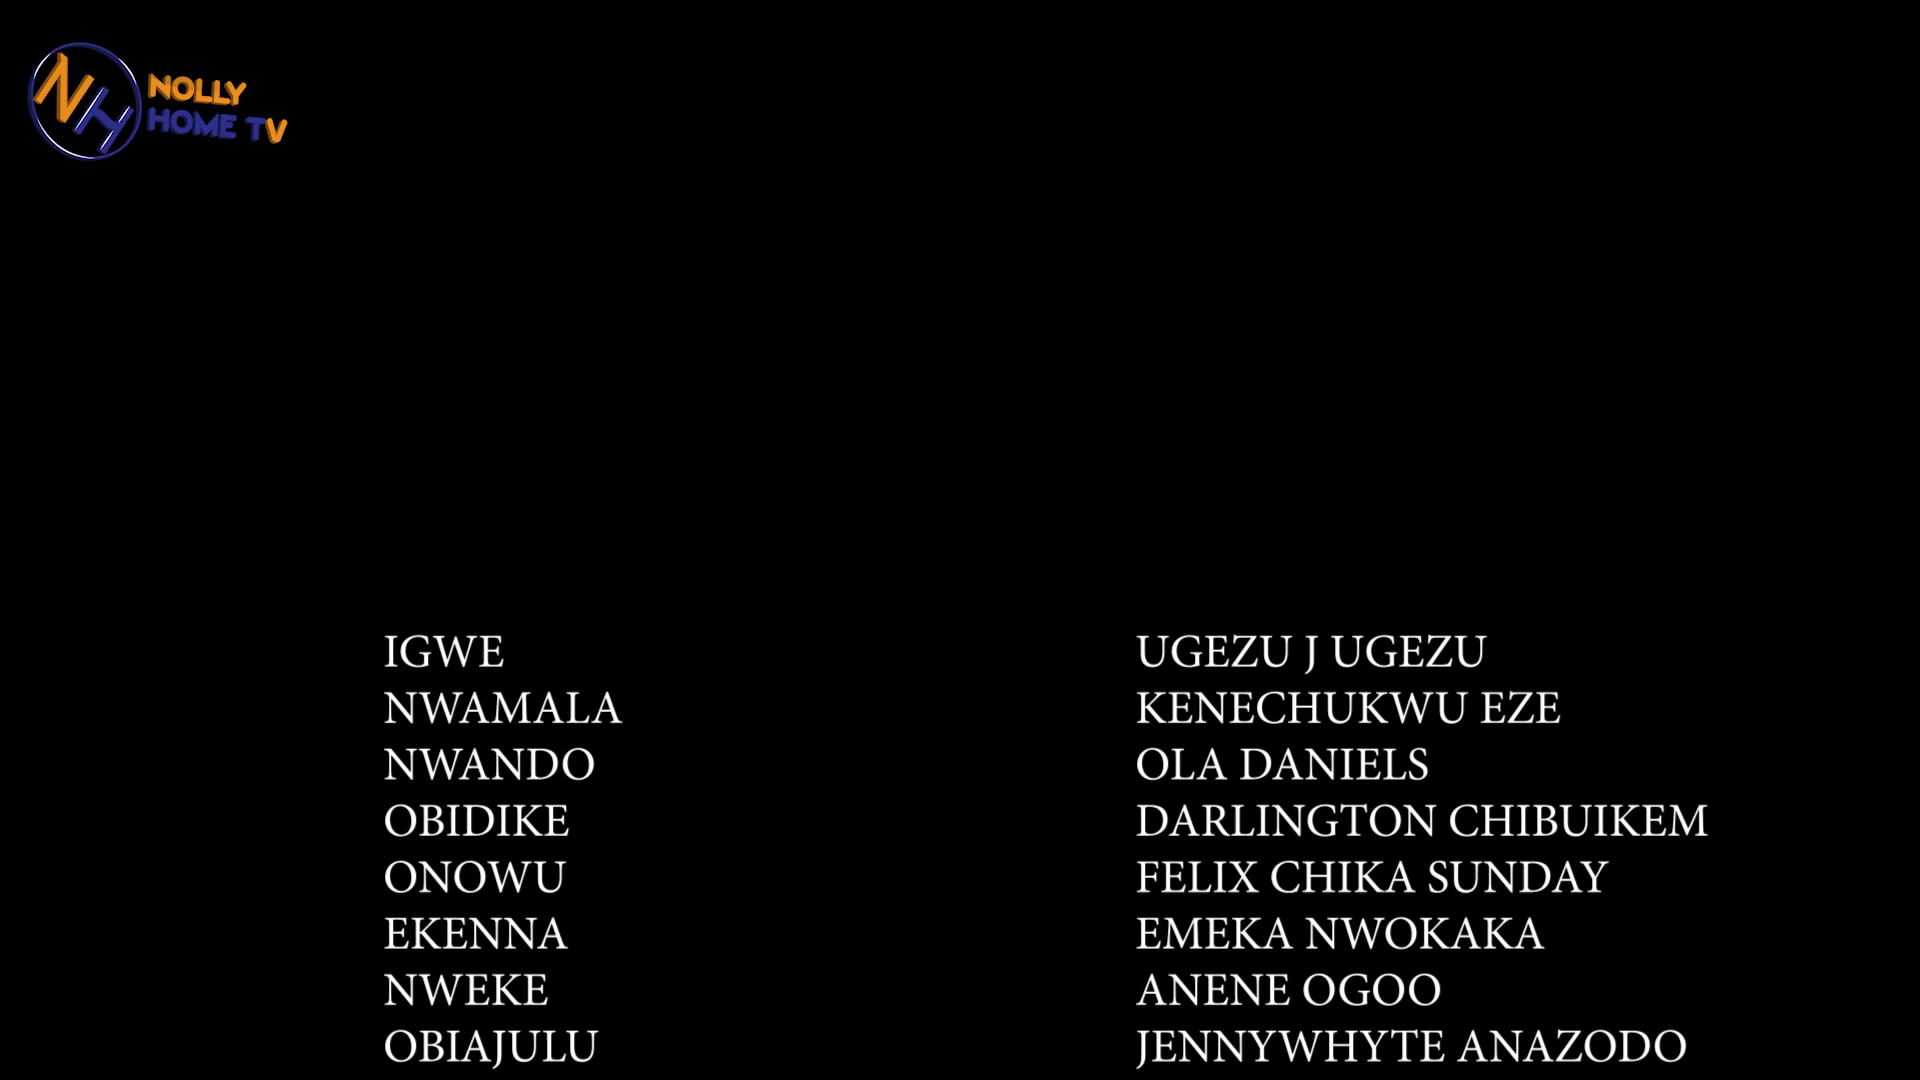 NH NOLLY
HOME TV
IGWE UGEZU J UGEZU
NWAMALA KENECHUKWU EZE
NWANDO OLA DANIELS
OBIDIKE DARLINGTON CHIBUIKEM
ONOWU FELIX CHIKA SUNDAY
EKENNA EMEKA NWOKAKA
NWEKE ANENE OGOO
OBIAJULU JENNYWHYTE ANAZODO